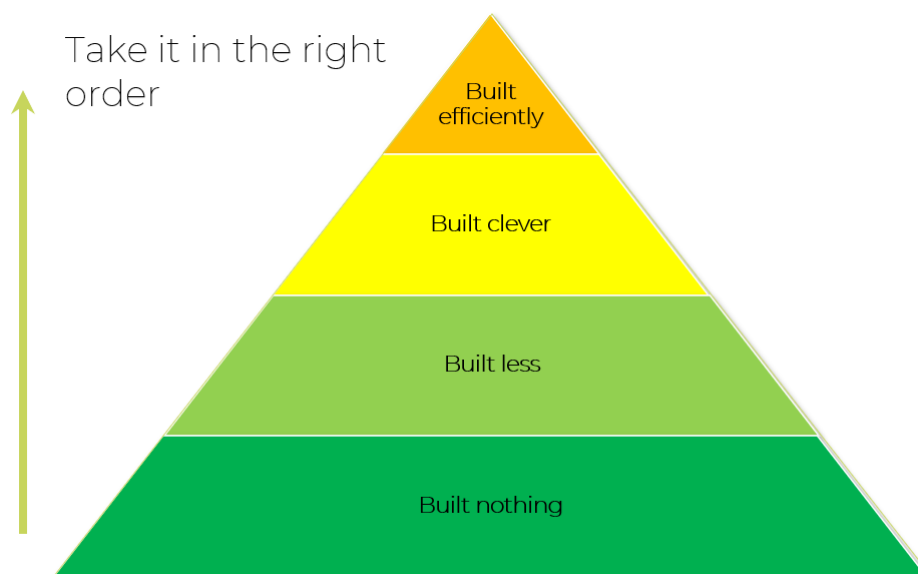 Take it in the right
order
Built
efficiently
Built clever
Built less
Built nothing